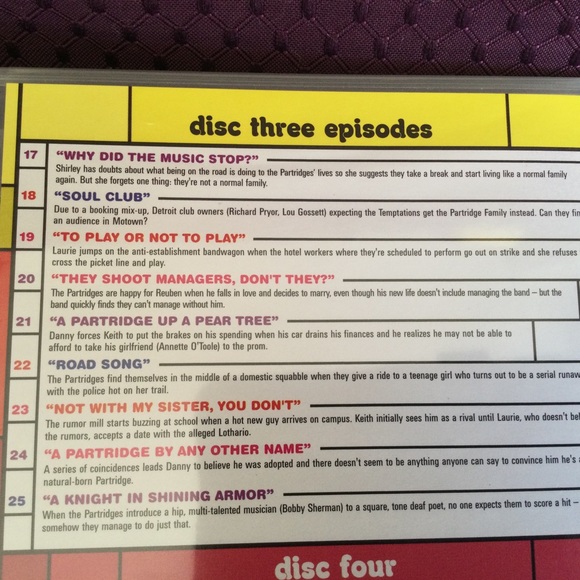 disc three episodes
17 "WHY DID THE MUSIC STOP?"
Shirley has doubts about what being on the road is doing to the Partridges' lives so she suggests they take a break and start living like a normal family
again. But she forgets one thing: they're not a normal family.
18 "SOUL CLUB"
Due to a booking mix-up, Detroit club owners (Richard Pryor, Lou Gossett) expecting the Temptations get the Partridge Family instead. Can they fin
an audience in Motown?
19 "TO PLAY OR NOT TO PLAY"
Laurie jumps on the anti-establishment bandwagon when the hotel workers where they're scheduled to perform go out on strike and she refuses
cross the picket line and play.
20 "THEY SHOOT MANAGERS, DON'T THEY?"
The Partridges are happy for Reuben when he falls in love and decides to marry, even though his new life doesn't include managing the band – but the
band quickly finds they can't manage without him.
21 "A PARTRIDGE UP A PEAR TREE"
Danny forces Keith to put the brakes on his spending when his car drains his finances and he realizes he may not be able to
afford to take his girlfriend (Annette O'Toole) to the prom.
22 "ROAD SONG"
The Partridges find themselves in the middle of a domestic squabble when they give a ride to a teenage girl who turns out to be a serial runaw
with the police hot on her trail.
23 "NOT WITH MY SISTER, YOU DON'T"
The rumor mill starts buzzing at school when a hot new guy arrives on campus. Keith initially sees him as a rival until Laurie, who doesn't bel
the rumors, accepts a date with the alleged Lothario.
24 "A PARTRIDGE BY ANY OTHER NAME"
A series of coincidences leads Danny to believe he was adopted and there doesn't seem to be anything anyone can say to convince him he's a
natural-born Partridge.
25 "A KNIGHT IN SHINING ARMOR"
When the Partridges introduce a hip, multi-talented musician (Bobby Sherman) to a square, tone deaf poet, no one expects them to score a hit –
somehow they manage to do just that.
disc four